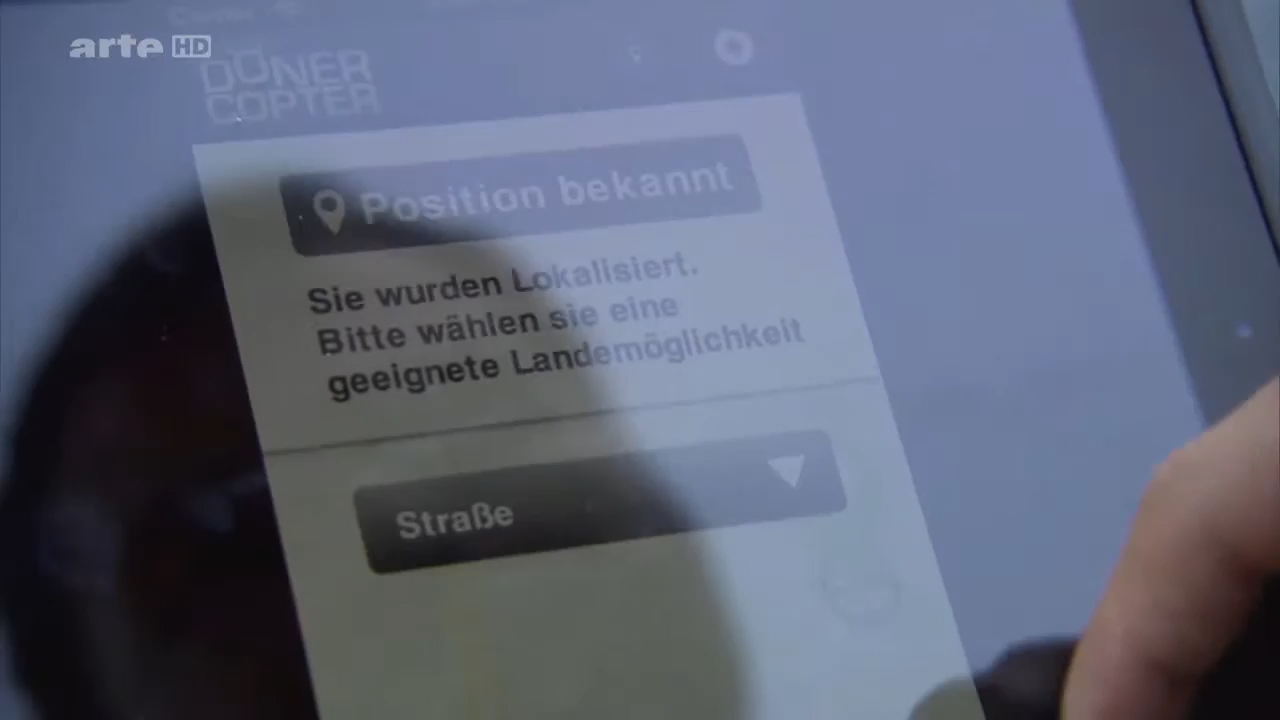 arte HD
DÖNER
COPTER
Position bekannt
Sie wurden Lokalisiert.
Bitte wählen sie eine
geeignete Landemöglichkeit
Straße